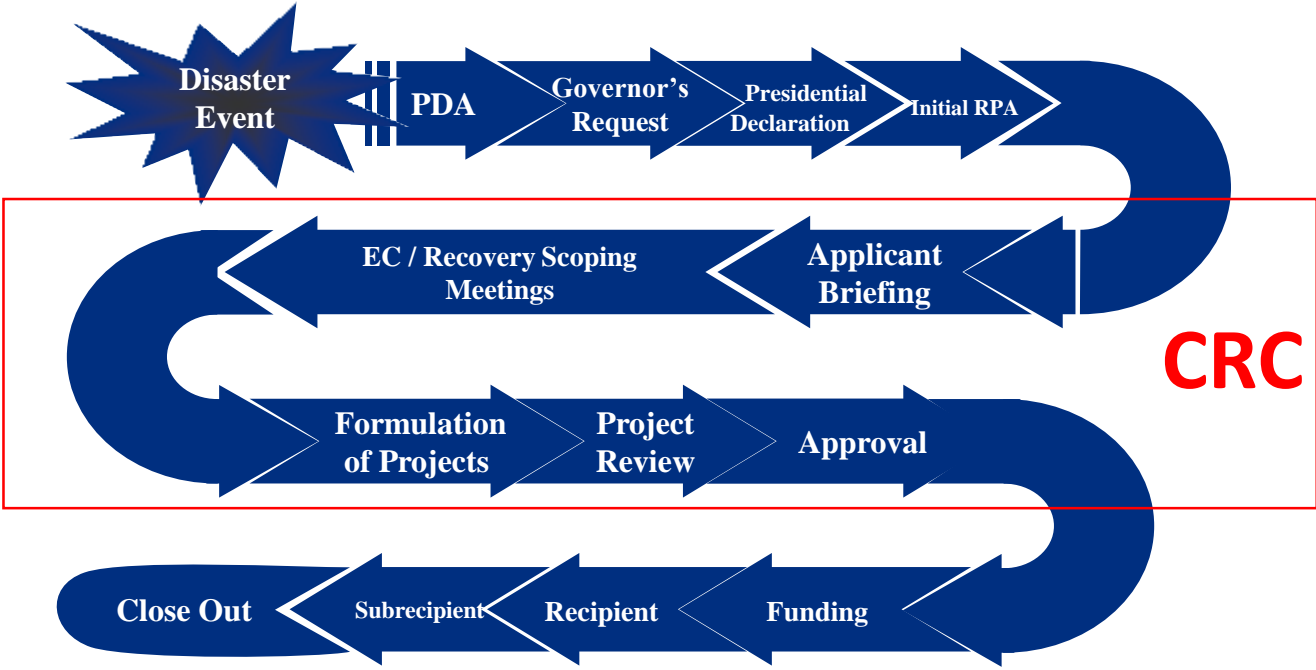 Disaster
Event
PDA
Governor's
Request
Presidential
Declaration
Initial RPA
Applicant
Briefing
EC / Recovery Scoping
Meetings
CRC
Formulation
of Projects
Project
Review
Approval
Funding
Recipient
Subrecipient
Close Out